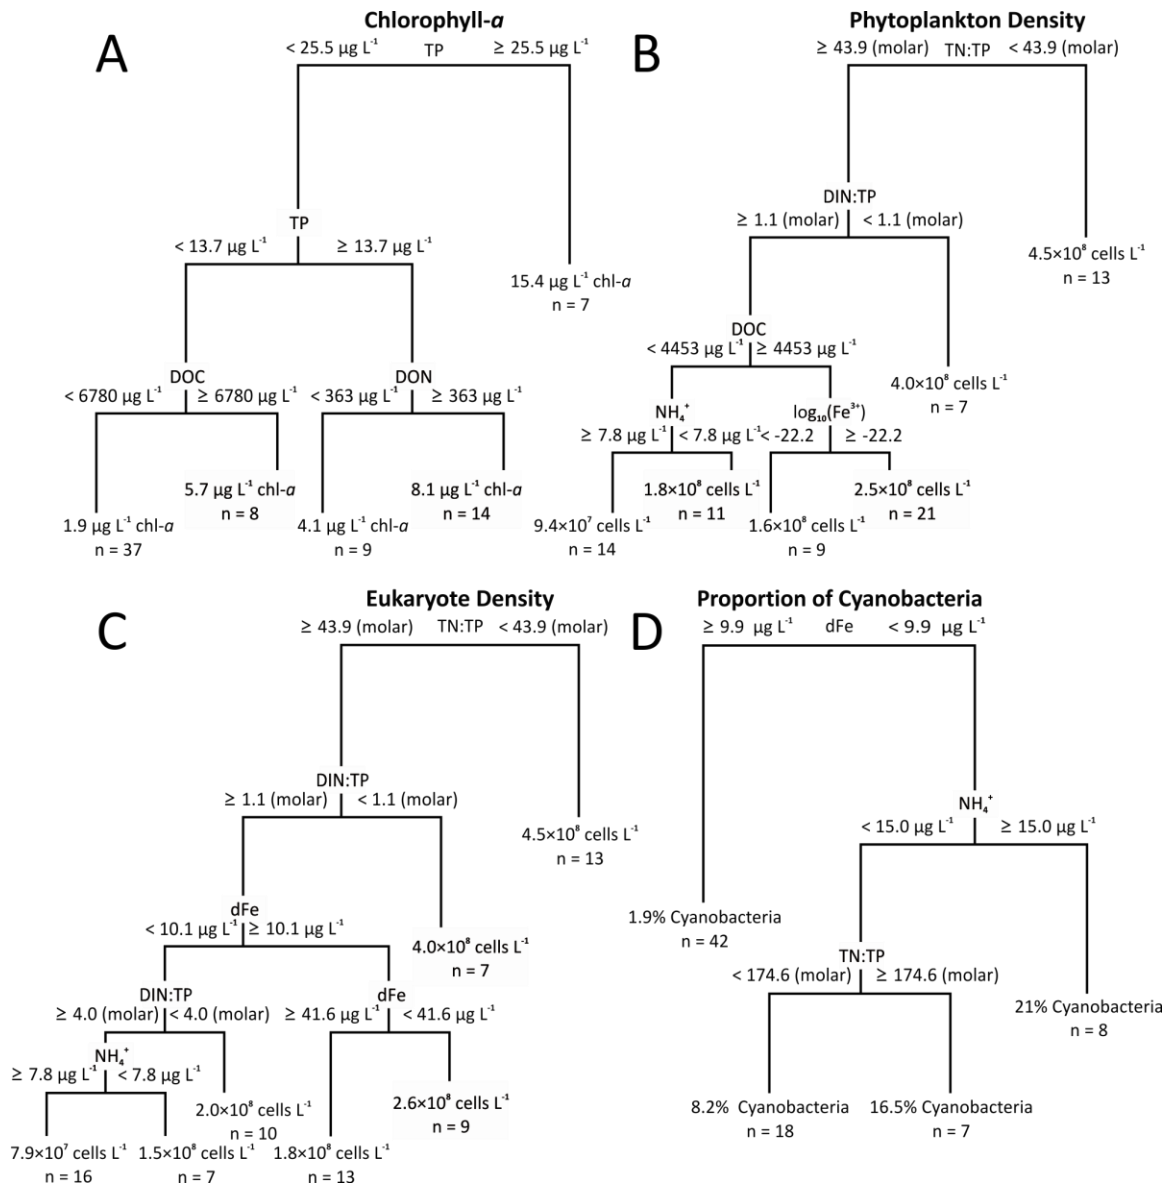 Chlorophyll-a
A
< 25.5 µg L⁻¹ TP ≥ 25.5 µg L⁻¹
TP
< 13.7 µg L⁻¹ ≥ 13.7 µg L⁻¹
15.4 µg L⁻¹ chl-a
n = 7
DOC DON
< 6780 µg L⁻¹ ≥ 6780 µg L⁻¹ < 363 µg L⁻¹ ≥ 363 µg L⁻¹
5.7 µg L⁻¹ chl-a 8.1 µg L⁻¹ chl-a
n = 8 n = 14
1.9 µg L⁻¹ chl-a 4.1 µg L⁻¹ chl-a
n = 37 n = 9
Phytoplankton Density
B
≥ 43.9 (molar) TN:TP < 43.9 (molar)
DIN:TP
≥ 1.1 (molar) < 1.1 (molar)
4.5×10⁸ cells L⁻¹
n = 13
DOC
< 4453 µg L⁻¹ ≥ 4453 µg L⁻¹
4.0×10⁸ cells L⁻¹
n = 7
NH₄⁺ log₁₀(Fe³⁺)
≥ 7.8 µg L⁻¹ < 7.8 µg L⁻¹ < -22.2 ≥ -22.2
1.8×10⁸ cells L⁻¹ 2.5×10⁸ cells L⁻¹
n = 11 n = 21
9.4×10⁷ cells L⁻¹ 1.6×10⁸ cells L⁻¹
n = 14 n = 9
Eukaryote Density
C
≥ 43.9 (molar) TN:TP < 43.9 (molar)
DIN:TP
≥ 1.1 (molar) < 1.1 (molar)
4.5×10⁸ cells L⁻¹
n = 13
dFe
< 10.1 µg L⁻¹ ≥ 10.1 µg L⁻¹
4.0×10⁸ cells L⁻¹
n = 7
DIN:TP dFe
≥ 4.0 (molar) < 4.0 (molar) ≥ 41.6 µg L⁻¹ < 41.6 µg L⁻¹
NH₄⁺
≥ 7.8 µg L⁻¹ < 7.8 µg L⁻¹
2.0×10⁸ cells L⁻¹ 2.6×10⁸ cells L⁻¹
n = 10 n = 9
7.9×10⁷ cells L⁻¹ 1.5×10⁸ cells L⁻¹ 1.8×10⁸ cells L⁻¹
n = 16 n = 7 n = 13
Proportion of Cyanobacteria
D
≥ 9.9 µg L⁻¹ dFe < 9.9 µg L⁻¹
NH₄⁺
< 15.0 µg L⁻¹ ≥ 15.0 µg L⁻¹
1.9% Cyanobacteria
n = 42
TN:TP
< 174.6 (molar) ≥ 174.6 (molar)
21% Cyanobacteria
n = 8
8.2% Cyanobacteria 16.5% Cyanobacteria
n = 18 n = 7